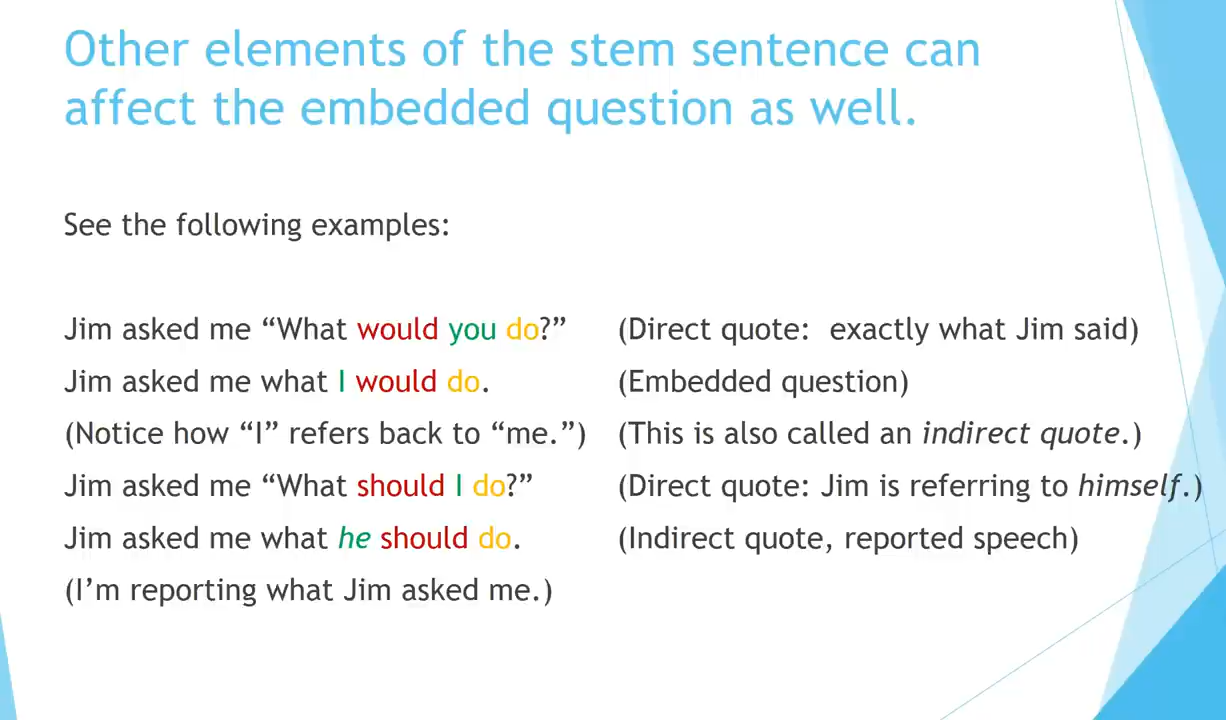 Other elements of the stem sentence can
affect the embedded question as well.
See the following examples:
Jim asked me “What would you do?” (Direct quote:  exactly what Jim said)
Jim asked me what I would do. (Embedded question)
(Notice how “I” refers back to “me.”) (This is also called an indirect quote.)
Jim asked me “What should I do?” (Direct quote: Jim is referring to himself.)
Jim asked me what he should do. (Indirect quote, reported speech)
(I’m reporting what Jim asked me.)